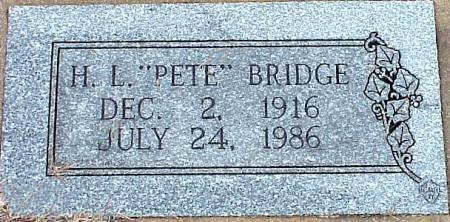 H. L. "PETE" BRIDGE
DEC. 2, 1916
JULY 24, 1986